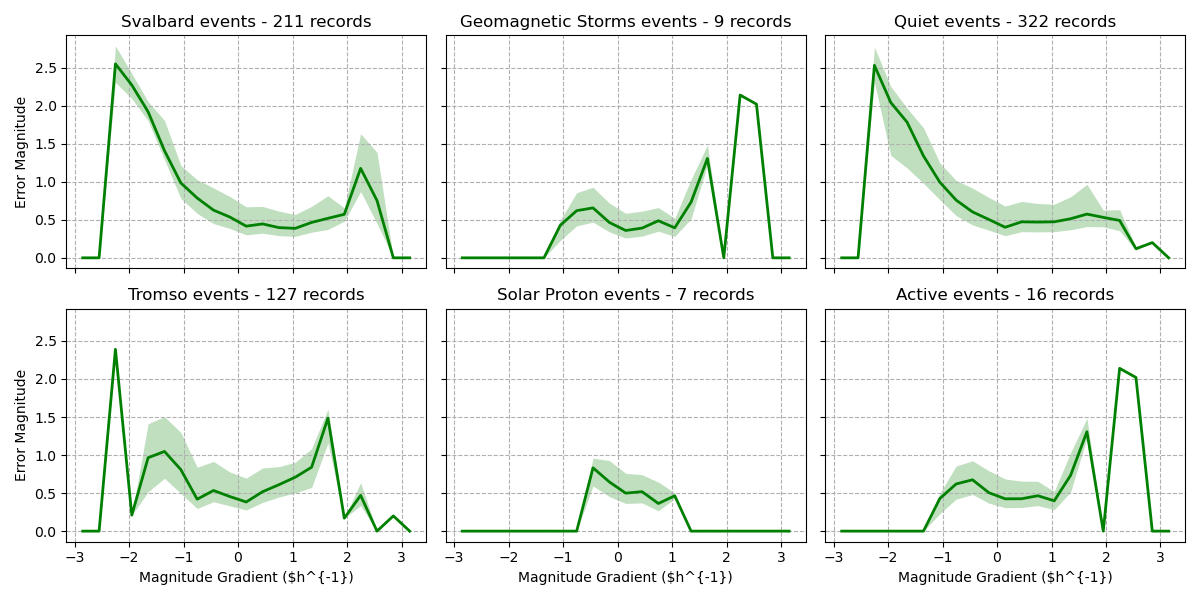 Svalbard events - 211 records
Geomagnetic Storms events - 9 records
Quiet events - 322 records
Error Magnitude
2.5
2.0
1.5
1.0
0.5
0.0
Tromso events - 127 records
Solar Proton events - 7 records
Active events - 16 records
Error Magnitude
2.5
2.0
1.5
1.0
0.5
0.0
−3 −2 −1 0 1 2 3
−3 −2 −1 0 1 2 3
−3 −2 −1 0 1 2 3
Magnitude Gradient ($h^{-1})
Magnitude Gradient ($h^{-1})
Magnitude Gradient ($h^{-1})